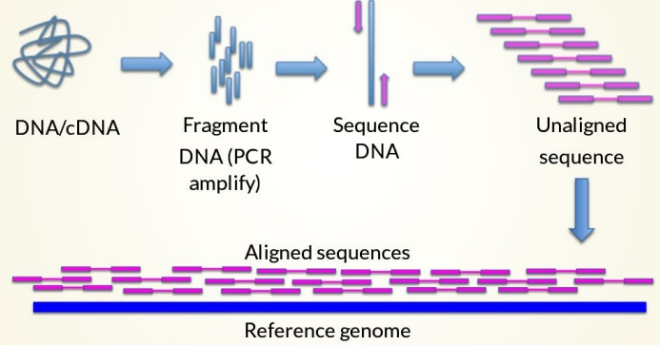 DNA/cDNA
Fragment
DNA (PCR
amplify)
Sequence
DNA
Unaligned
sequence
Aligned sequences
Reference genome